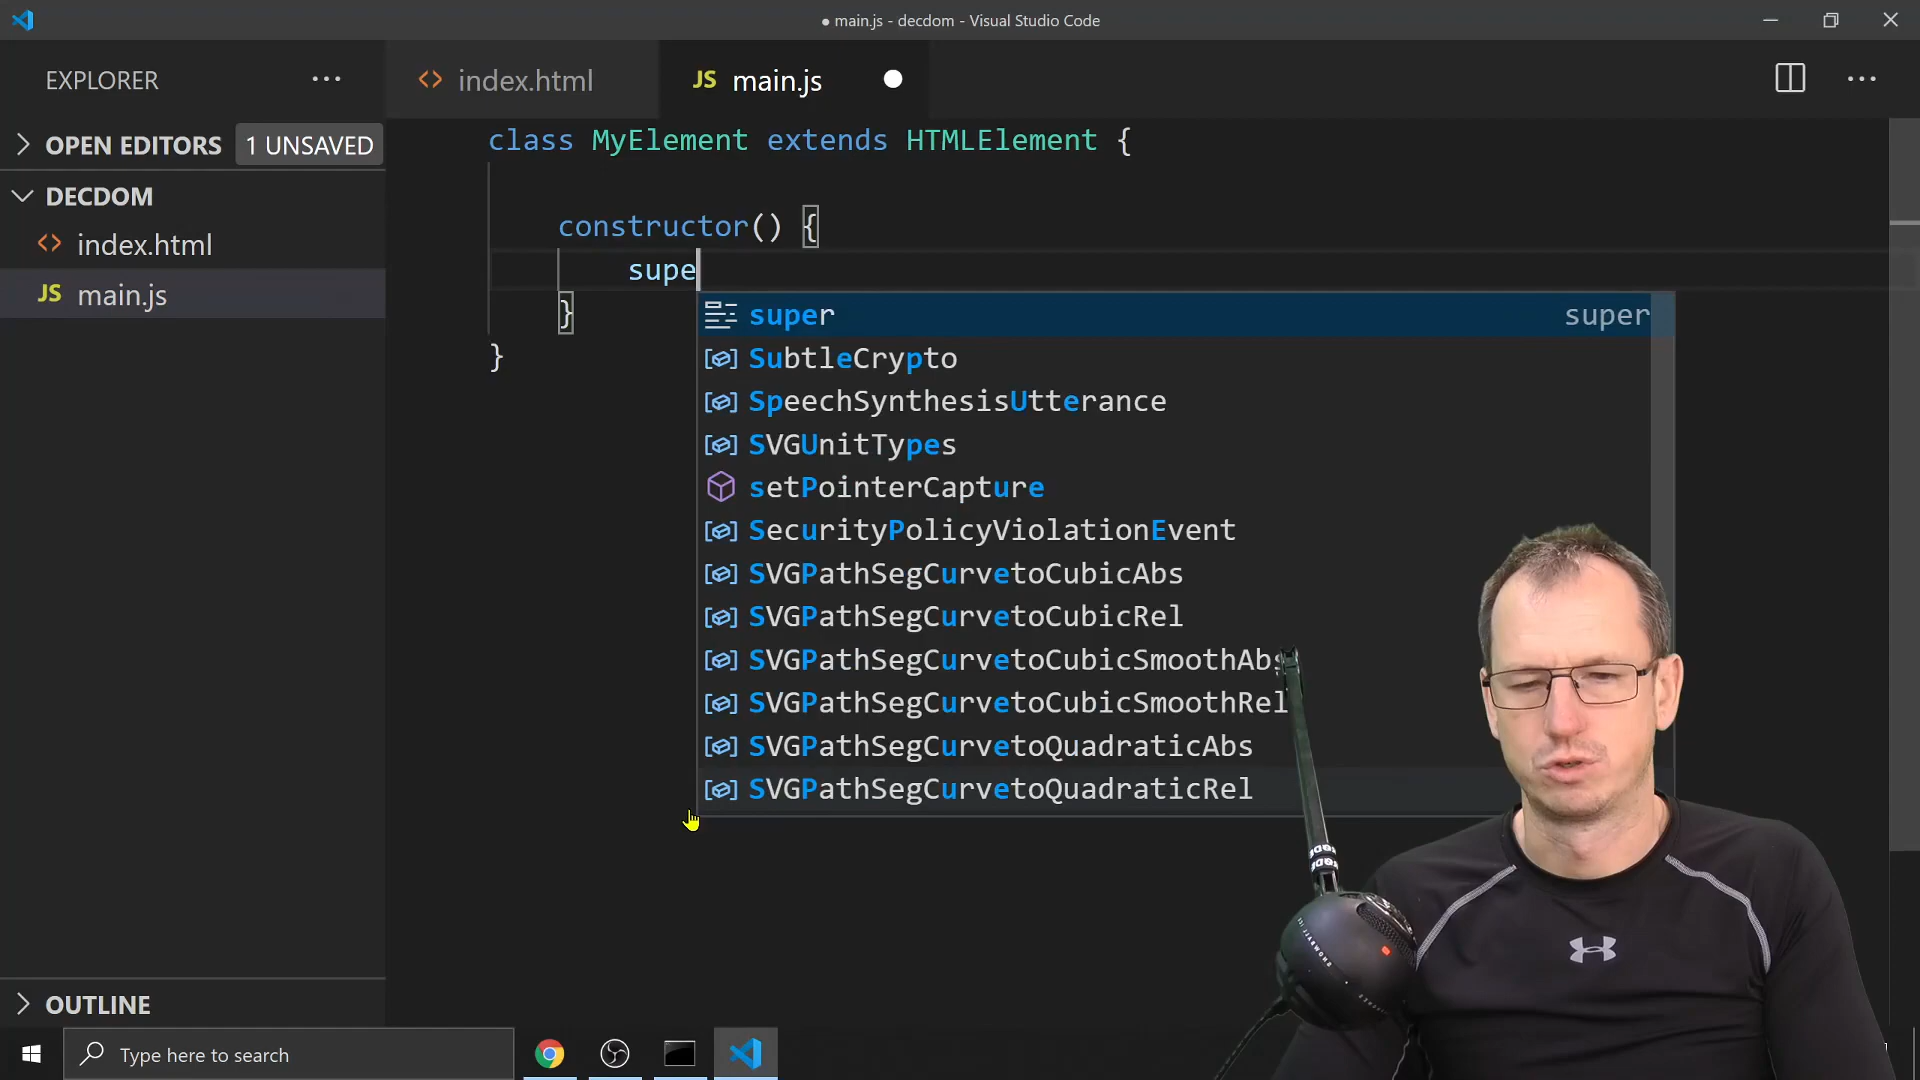 ● main.js - decdom - Visual Studio Code
EXPLORER
index.html
JS main.js
OPEN EDITORS 1 UNSAVED
DECDOM
index.html
JS main.js
class MyElement extends HTMLElement {
constructor() {
supe
}
}
super super
SubtleCrypto
SpeechSynthesisUtterance
SVGUnitTypes
setPointerCapture
SecurityPolicyViolationEvent
SVGPathSegCurvetoCubicAbs
SVGPathSegCurvetoCubicRel
SVGPathSegCurvetoCubicSmoothAbs
SVGPathSegCurvetoCubicSmoothRel
SVGPathSegCurvetoQuadraticAbs
SVGPathSegCurvetoQuadraticRel
OUTLINE
Type here to search